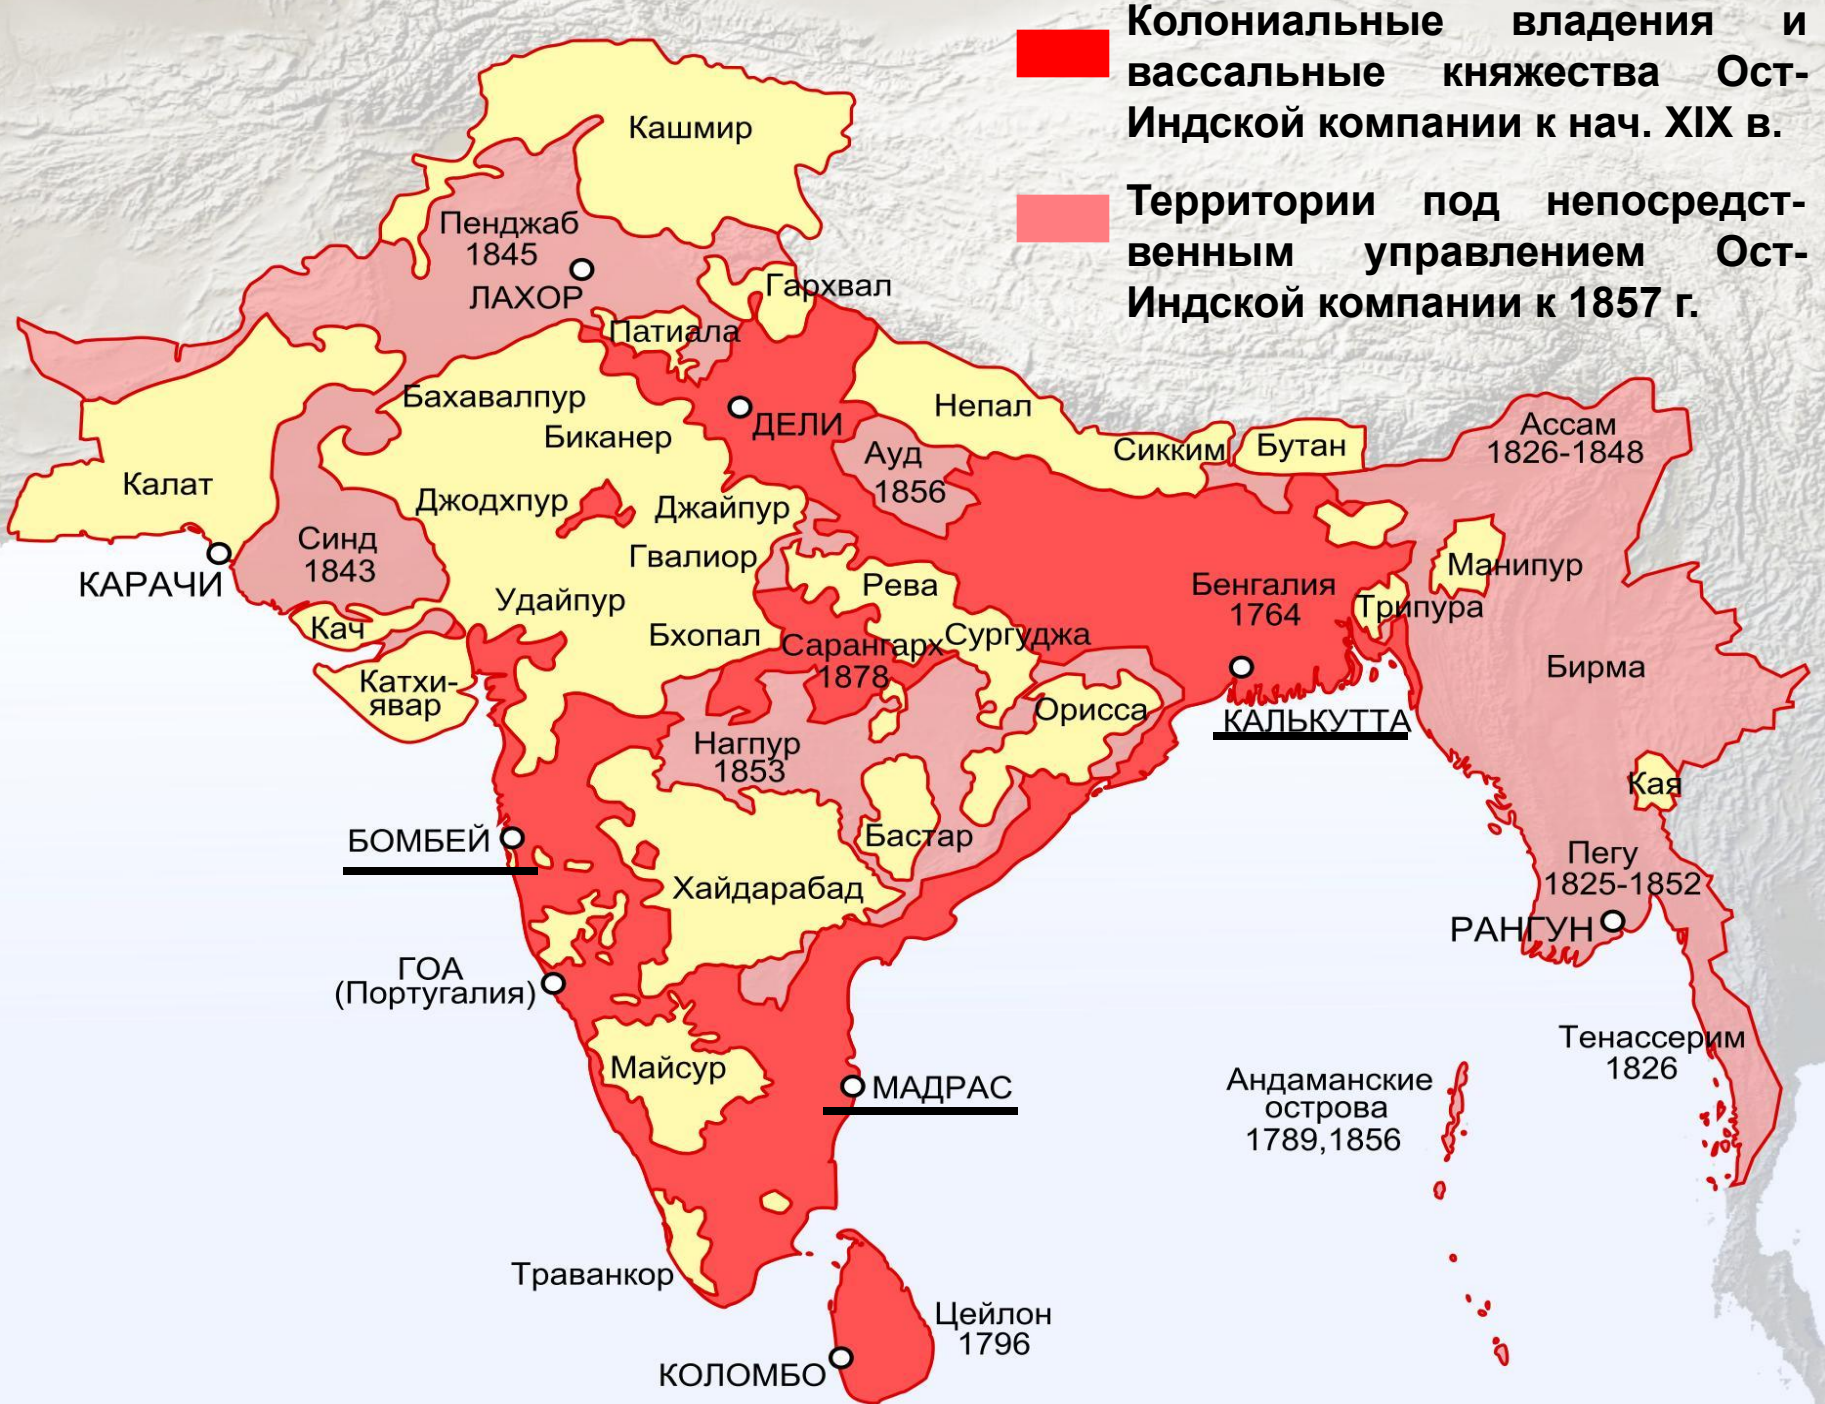 Колониальные владения и
вассальные княжества Ост-
Индской компании к нач. XIX в.
Территории под непосредст-
венным управлением Ост-
Индской компании к 1857 г.
Кашмир
Пенджаб
1845
ЛАХОР
Гархвал
Патиала
Бахавалпур
Биканер
ДЕЛИ
Непал
Сикким
Бутан
Ассам
1826-1848
Ауд
1856
Калат
Джодхпур
Джайпур
Синд
1843
КАРАЧИ
Гвалиор
Рева
Бенгалия
1764
Манипур
Трипура
Удайпур
Кач
Бхопал
Сарангарх
1878
Сургуджа
Бирма
Катхи-
явар
Орисса
КАЛЬКУТТА
Нагпур
1853
Кая
БОМБЕЙ
Бастар
Хайдарабад
Пегу
1825-1852
РАНГУН
ГОА
(Португалия)
Майсур
МАДРАС
Андаманские
острова
1789,1856
Тенассерим
1826
Траванкор
Цейлон
1796
КОЛОМБО